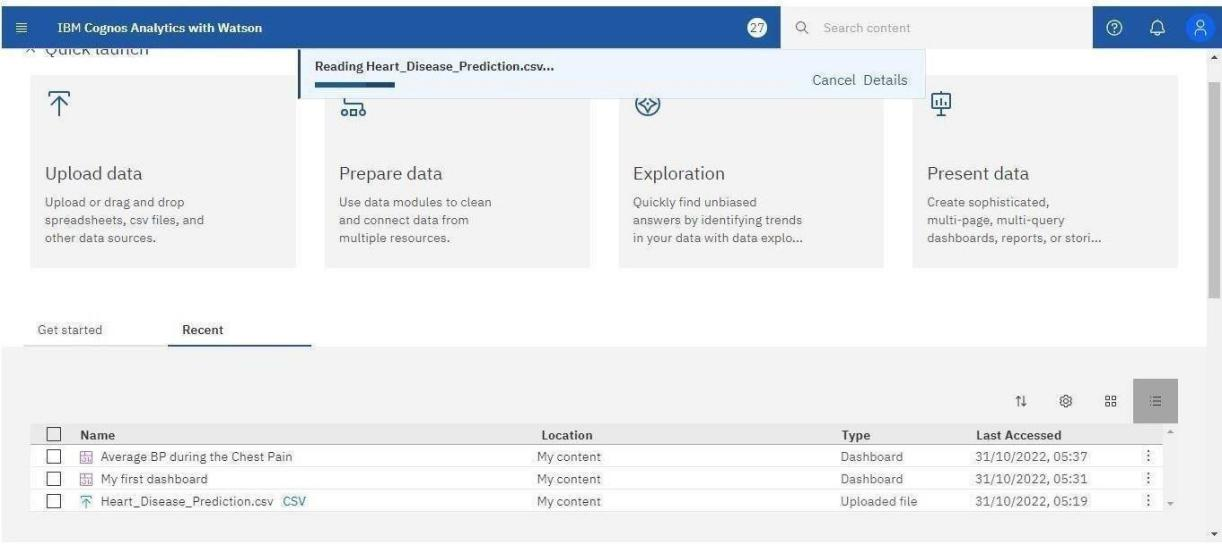 IBM Cognos Analytics with Watson
27
Search content
Quick launch
Reading Heart_Disease_Prediction.csv...
Cancel Details
Upload data
Upload or drag and drop
spreadsheets, csv files, and
other data sources.
Prepare data
Use data modules to clean
and connect data from
multiple resources.
Exploration
Quickly find unbiased
answers by identifying trends
in your data with data explo...
Present data
Create sophisticated,
multi-page, multi-query
dashboards, reports, or stori...
Get started Recent
Name Location Type Last Accessed
Average BP during the Chest Pain My content Dashboard 31/10/2022, 05:37
My first dashboard My content Dashboard 31/10/2022, 05:31
Heart_Disease_Prediction.csv CSV My content Uploaded file 31/10/2022, 05:19